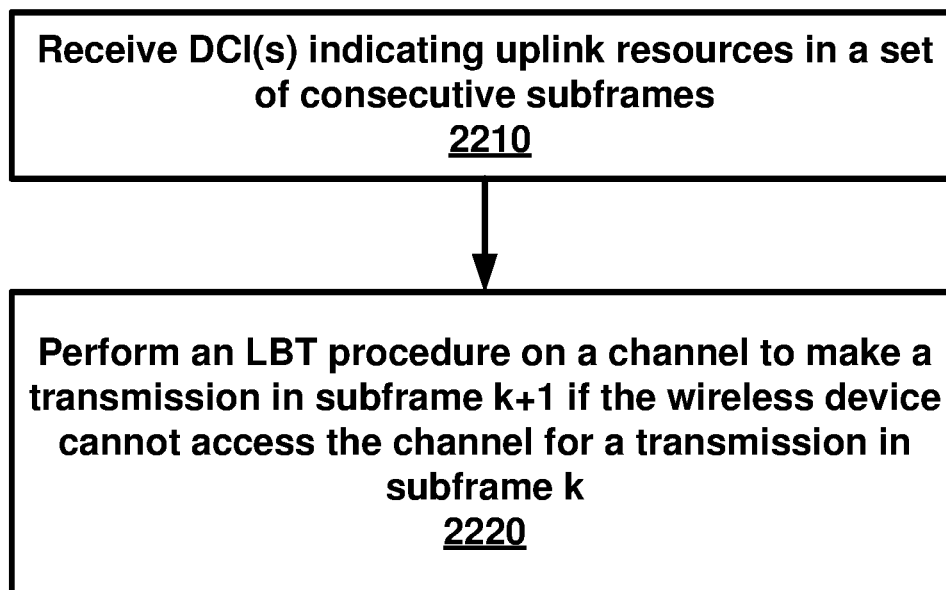 Receive DCI(s) indicating uplink resources in a set
of consecutive subframes
2210
Perform an LBT procedure on a channel to make a
transmission in subframe k+1 if the wireless device
cannot access the channel for a transmission in
subframe k
2220